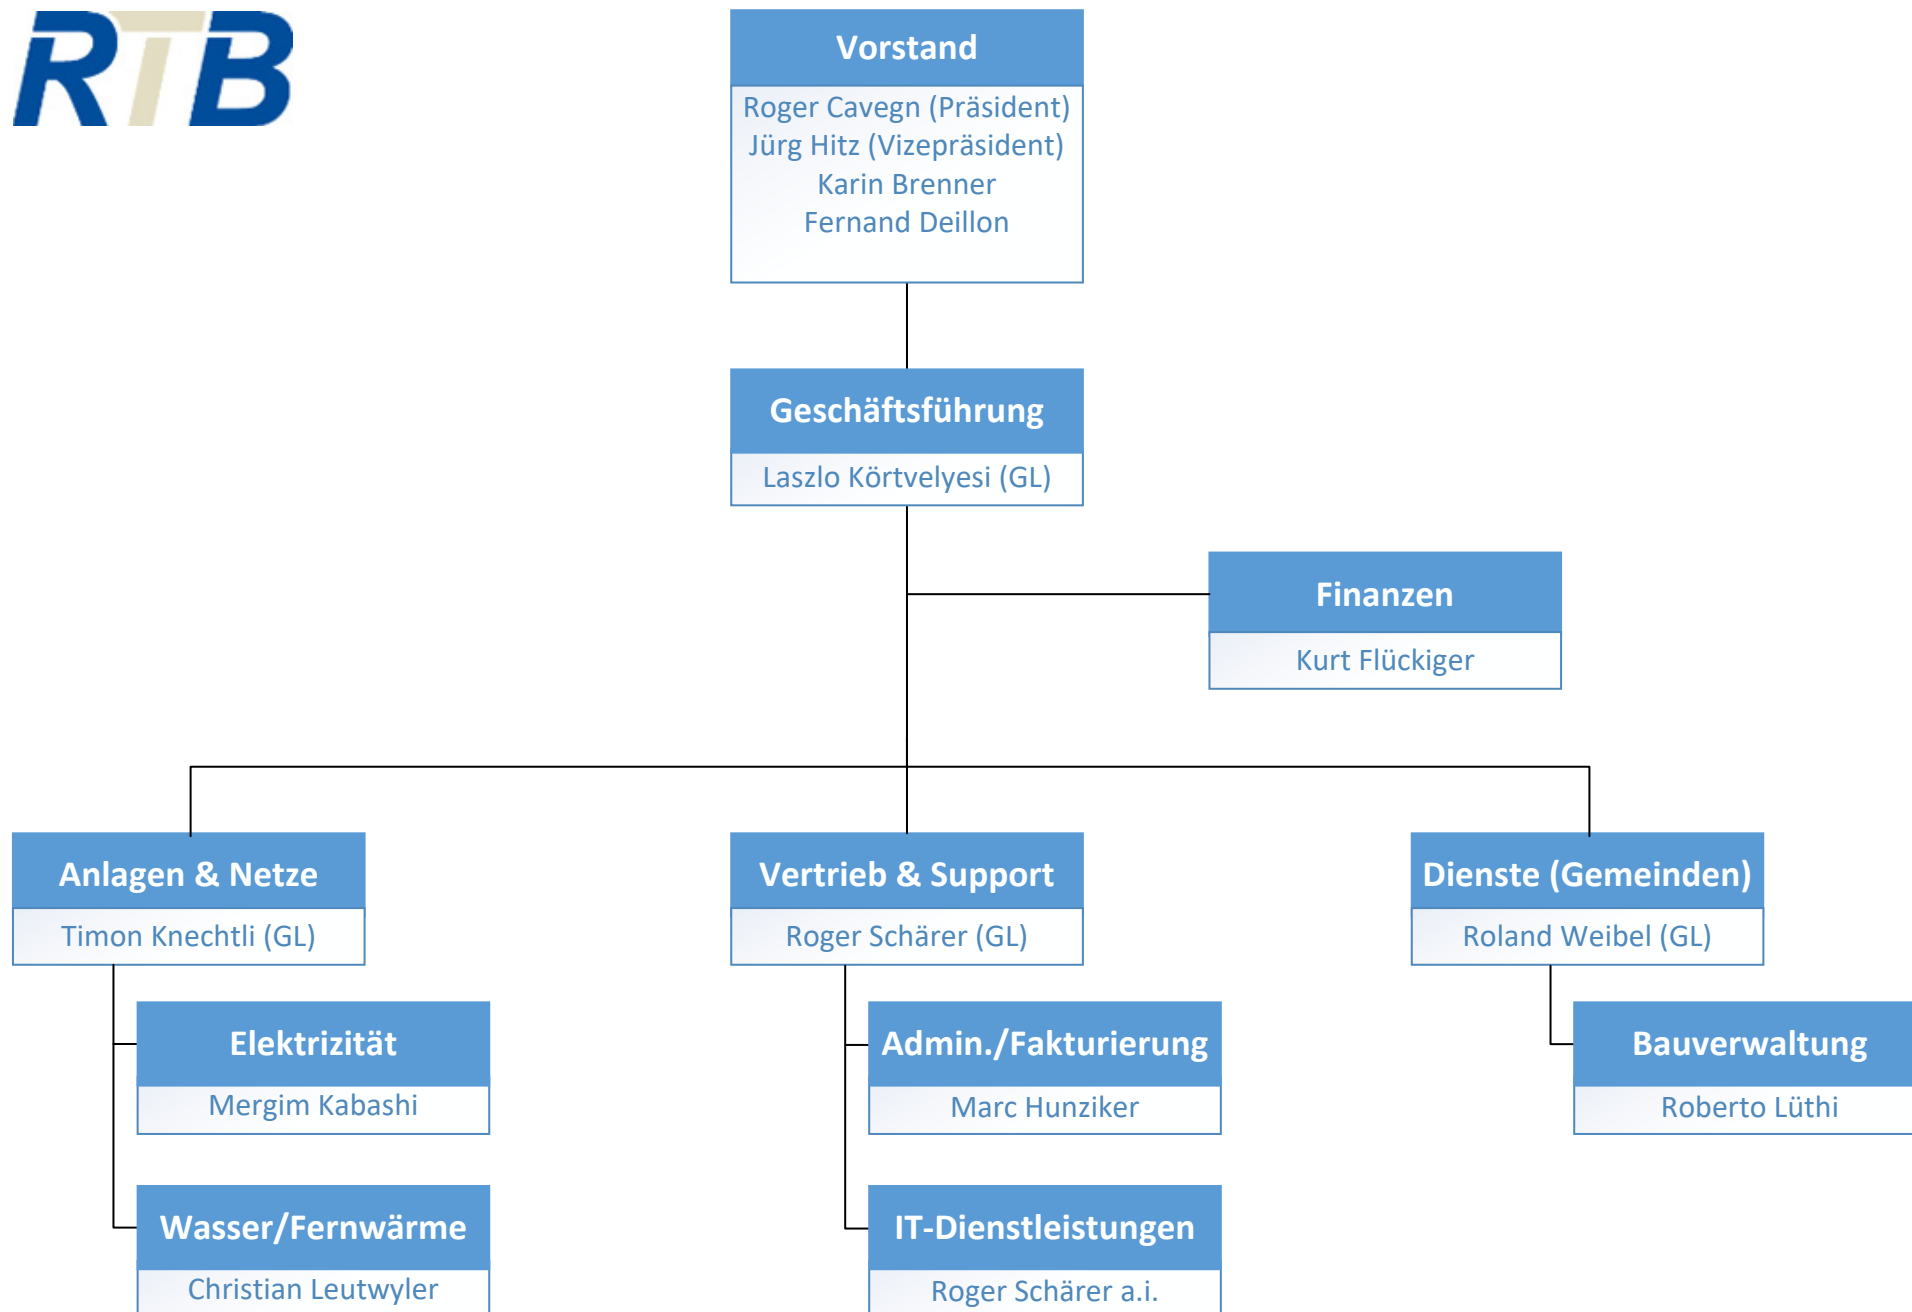 RTB
Vorstand
Roger Cavegn (Präsident)
Jürg Hitz (Vizepräsident)
Karin Brenner
Fernand Deillon
Geschäftsführung
Laszlo Körtvelyesi (GL)
Finanzen
Kurt Flückiger
Anlagen & Netze
Timon Knechtli (GL)
Vertrieb & Support
Roger Schärer (GL)
Dienste (Gemeinden)
Roland Weibel (GL)
Elektrizität
Mergim Kabashi
Admin./Fakturierung
Marc Hunziker
Bauverwaltung
Roberto Lüthi
Wasser/Fernwärme
Christian Leutwyler
IT-Dienstleistungen
Roger Schärer a.i.